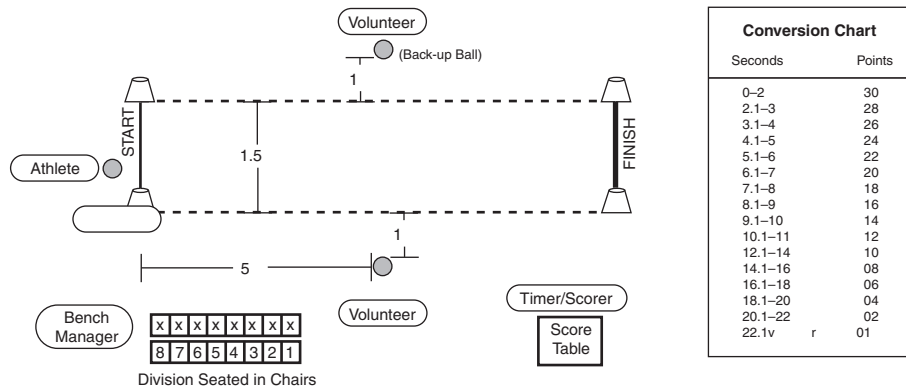 Volunteer
(Back-up Ball)
1
START
1.5
FINISH
Athlete
1
5
Bench
Manager
x x x x x x x x
8 7 6 5 4 3 2 1
Division Seated in Chairs
Volunteer
Timer/Scorer
Score
Table
Conversion Chart
Seconds Points
0–2 30
2.1–3 28
3.1–4 26
4.1–5 24
5.1–6 22
6.1–7 20
7.1–8 18
8.1–9 16
9.1–10 14
10.1–11 12
12.1–14 10
14.1–16 08
16.1–18 06
18.1–20 04
20.1–22 02
22.1v r 01